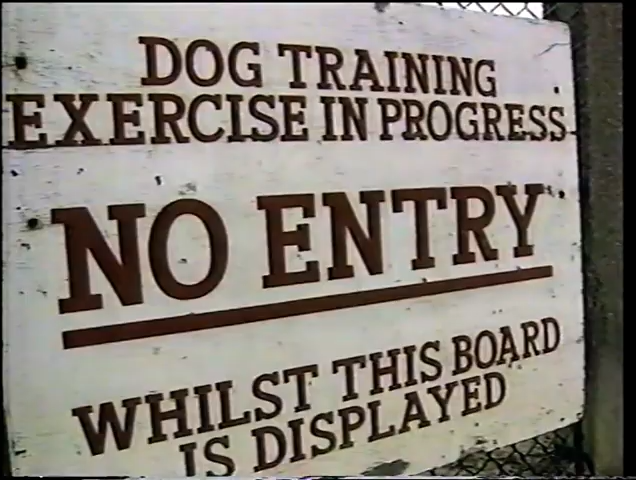 DOG TRAINING
EXERCISE IN PROGRESS
NO ENTRY
WHILST THIS BOARD
IS DISPLAYED